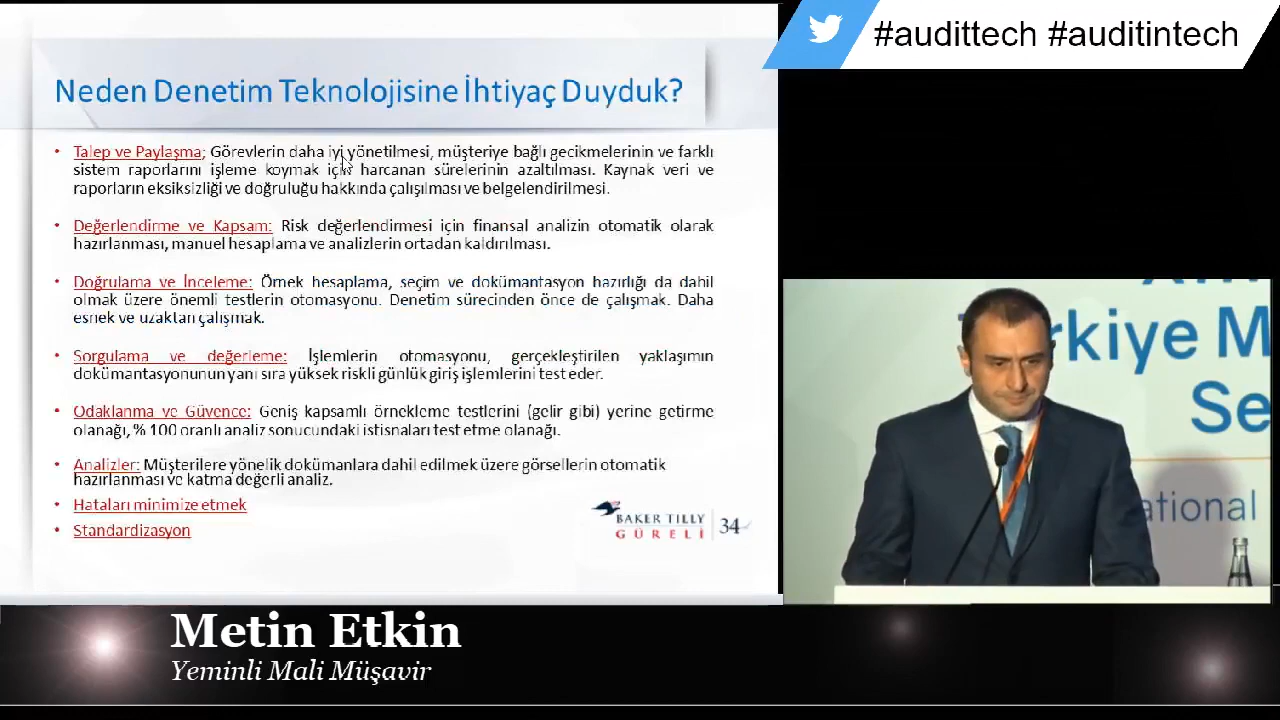 #audittech #auditintech
Neden Denetim Teknolojisine İhtiyaç Duyduk?
• Talep ve Paylaşma; Görevlerin daha iyi yönetilmesi, müşteriye bağlı gecikmelerinin ve farklı
sistem raporlarını işleme koymak için harcanan sürelerinin azaltılması. Kaynak veri ve
raporların eksiksizliği ve doğruluğu hakkında çalışılması ve belgelendirilmesi.
• Değerlendirme ve Kapsam: Risk değerlendirmesi için finansal analizin otomatik olarak
hazırlanması, manuel hesaplama ve analizlerin ortadan kaldırılması.
• Doğrulama ve İnceleme: Örnek hesaplama, seçim ve dokümantasyon hazırlığı da dahil
olmak üzere önemli testlerin otomasyonu. Denetim sürecinden önce de çalışmak. Daha
esnek ve uzaktan çalışmak.
• Sorgulama ve değerleme: İşlemlerin otomasyonu, gerçekleştirilen yaklaşımın
dokümantasyonunun yanı sıra yüksek riskli günlük giriş işlemlerini test eder.
• Odaklanma ve Güvence: Geniş kapsamlı örnekleme testlerini (gelir gibi) yerine getirme
olanağı, % 100 oranlı analiz sonucundaki istisnaları test etme olanağı.
• Analizler: Müşterilere yönelik dokümanlara dahil edilmek üzere görsellerin otomatik
hazırlanması ve katma değerli analiz.
• Hataları minimize etmek
• Standardizasyon
BAKER TILLY
GÜRELİ
34
rkiye M
Se
ational
Metin Etkin
Yeminli Mali Müşavir